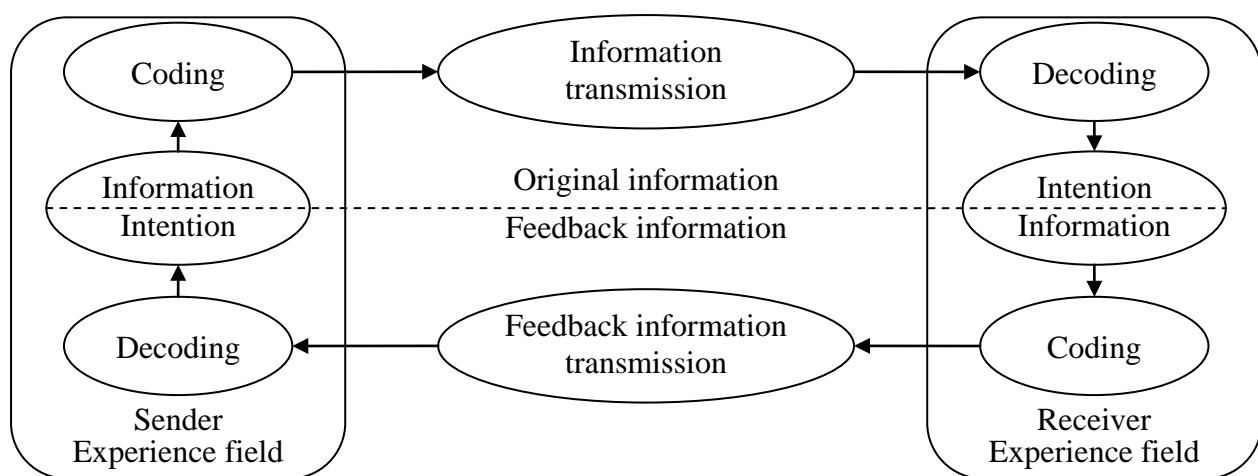 Coding
Information
transmission
Decoding
Information
Intention
Original information
Feedback information
Intention
Information
Decoding
Feedback information
transmission
Coding
Sender
Experience field
Receiver
Experience field